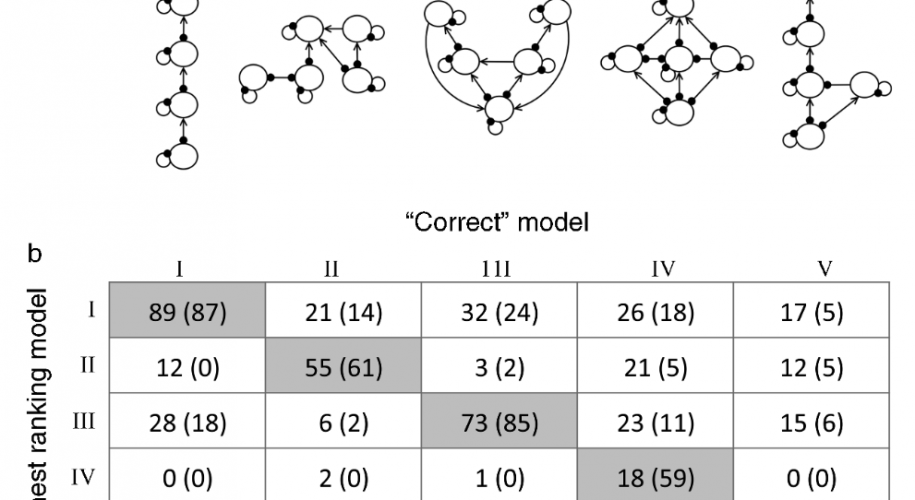 “Correct” model
b
I II 11I IV V
nest ranking model
I 89 (87) 21 (14) 32 (24) 26 (18) 17 (5)
II 12 (0) 55 (61) 3 (2) 21 (5) 12 (5)
III 28 (18) 6 (2) 73 (85) 23 (11) 15 (6)
IV 0 (0) 2 (0) 1 (0) 18 (59) 0 (0)